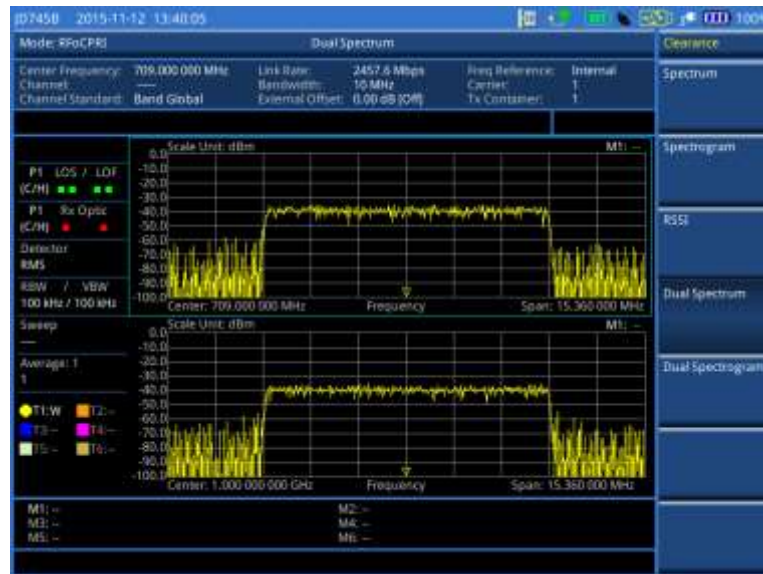 JD745B 2015-11-12 13:40:05 100%
Mode: RFoCPRI Dual Spectrum Clearance
Center Frequency: 709.000 000 MHz Link Rate: 2457.6 Mbps Freq Reference: Internal
Channel: --- Bandwidth: 10 MHz Carrier: 1
Channel Standard: Band Global External Offset: 0.00 dB [Off] Tx Container: 1
Spectrum
Spectrogram
RSSI
Dual Spectrum
Dual Spectrogram
P1 LOS / LOF
(C/H)
P1 Rx Optic
(C/H)
Detector
RMS
RBW / VBW
100 kHz / 100 kHz
Sweep
---
Average: 1
1
T1:W T2:--
T3:-- T4:--
T5:-- T6:--
Scale Unit: dBm M1: --
0.0
-10.0
-20.0
-30.0
-40.0
-50.0
-60.0
-70.0
-80.0
-90.0
-100.0
Center: 709.000 000 MHz Frequency Span: 15.360 000 MHz
Scale Unit: dBm M1: --
0.0
-10.0
-20.0
-30.0
-40.0
-50.0
-60.0
-70.0
-80.0
-90.0
-100.0
Center: 1.000 000 000 GHz Frequency Span: 15.360 000 MHz
M1: -- M2: --
M3: -- M4: --
M5: -- M6: --